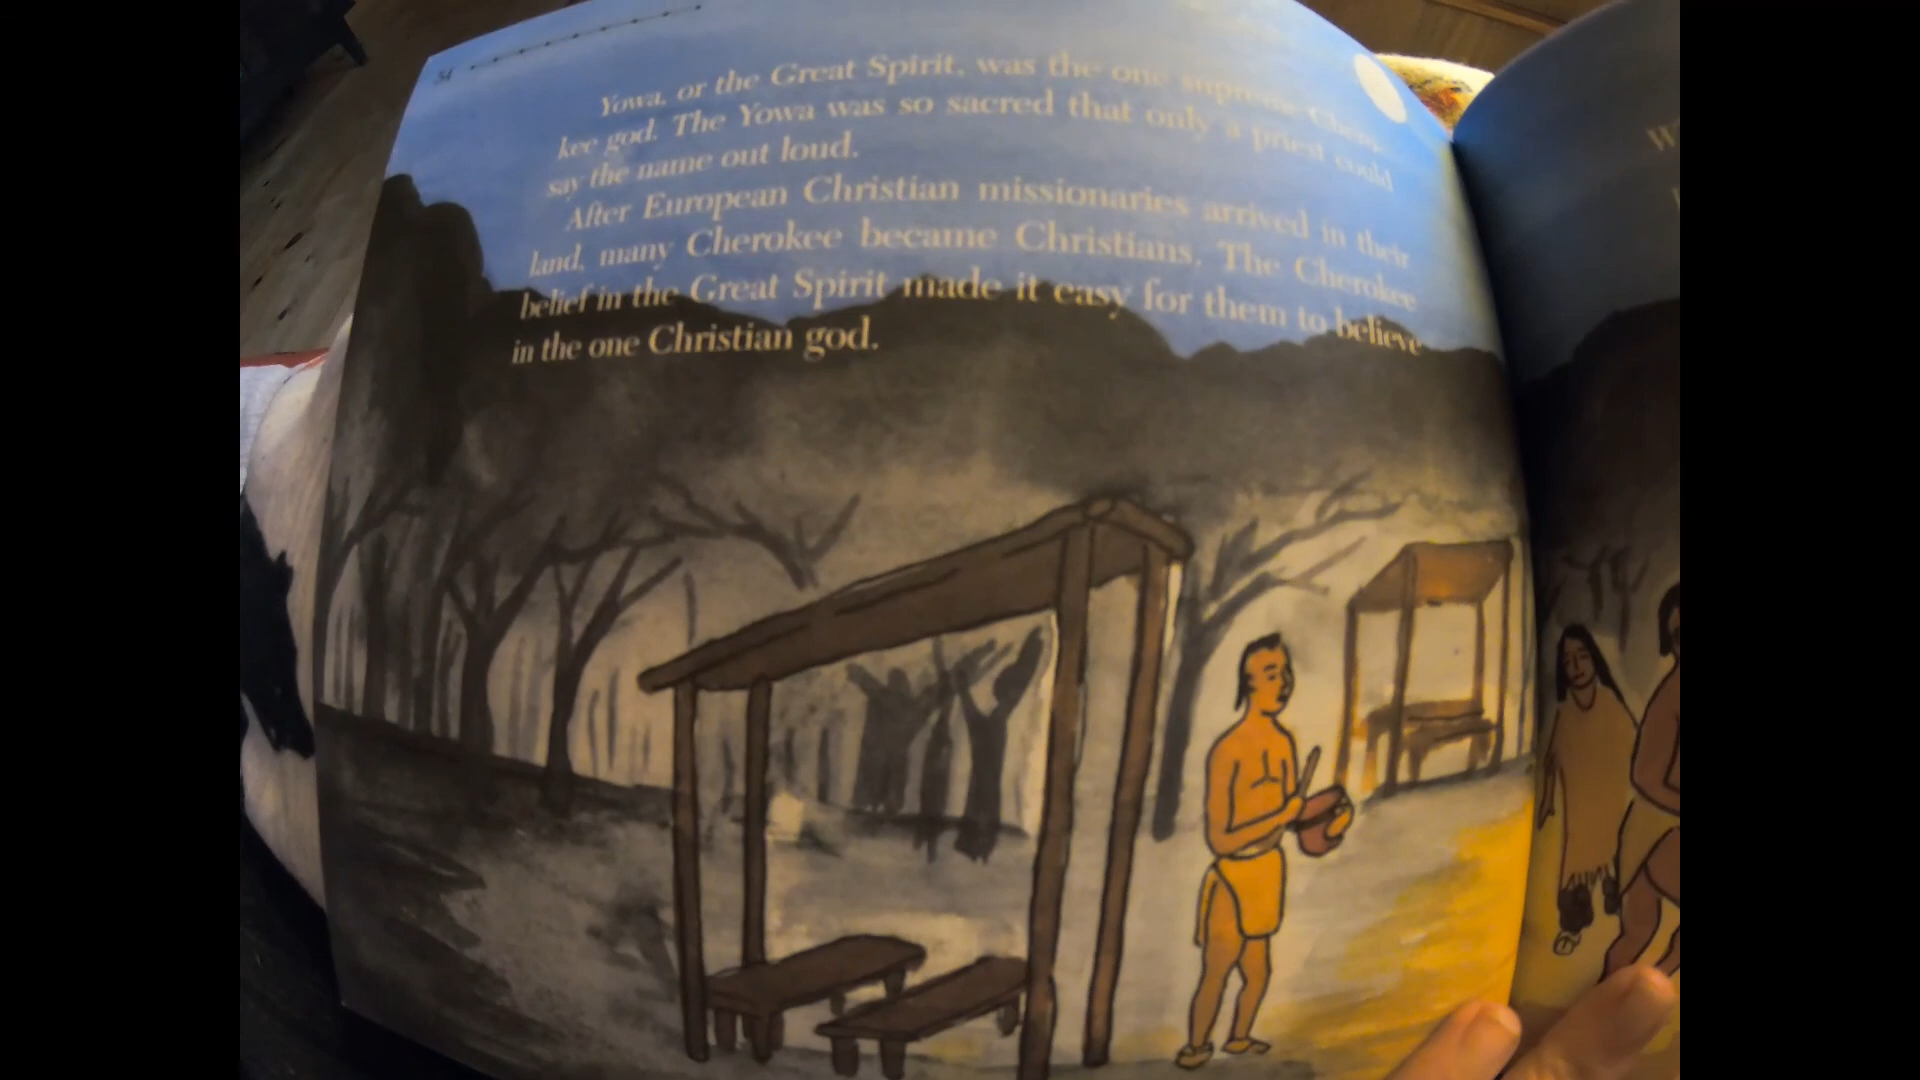 54
Yowa, or the Great Spirit, was the one supreme Chero-
kee god. The Yowa was so sacred that only a priest could
say the name out loud.
After European Christian missionaries arrived in their
land, many Cherokee became Christians. The Cherokee
belief in the Great Spirit made it easy for them to believe
in the one Christian god.